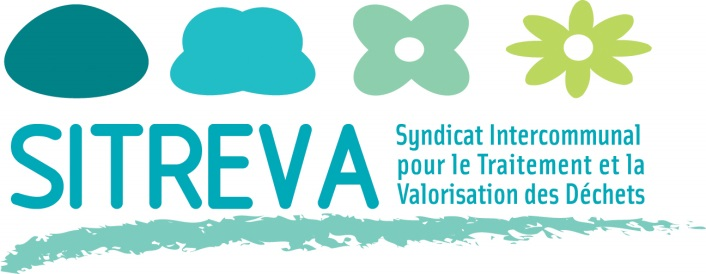 SITREVA
Syndicat Intercommunal
pour le Traitement et la
Valorisation des Déchets